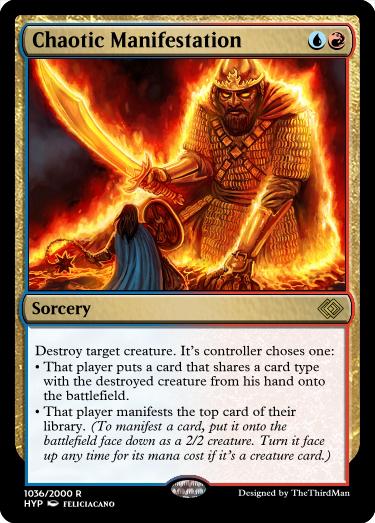 Chaotic Manifestation
Sorcery
Destroy target creature. It's controller choses one:
• That player puts a card that shares a card type
with the destroyed creature from his hand onto
the battlefield.
• That player manifests the top card of their
library. (To manifest a card, put it onto the
battlefield face down as a 2/2 creature. Turn it face
up any time for its mana cost if it's a creature card.)
1036/2000 R
HYP FELICIACANO
Designed by TheThirdMan